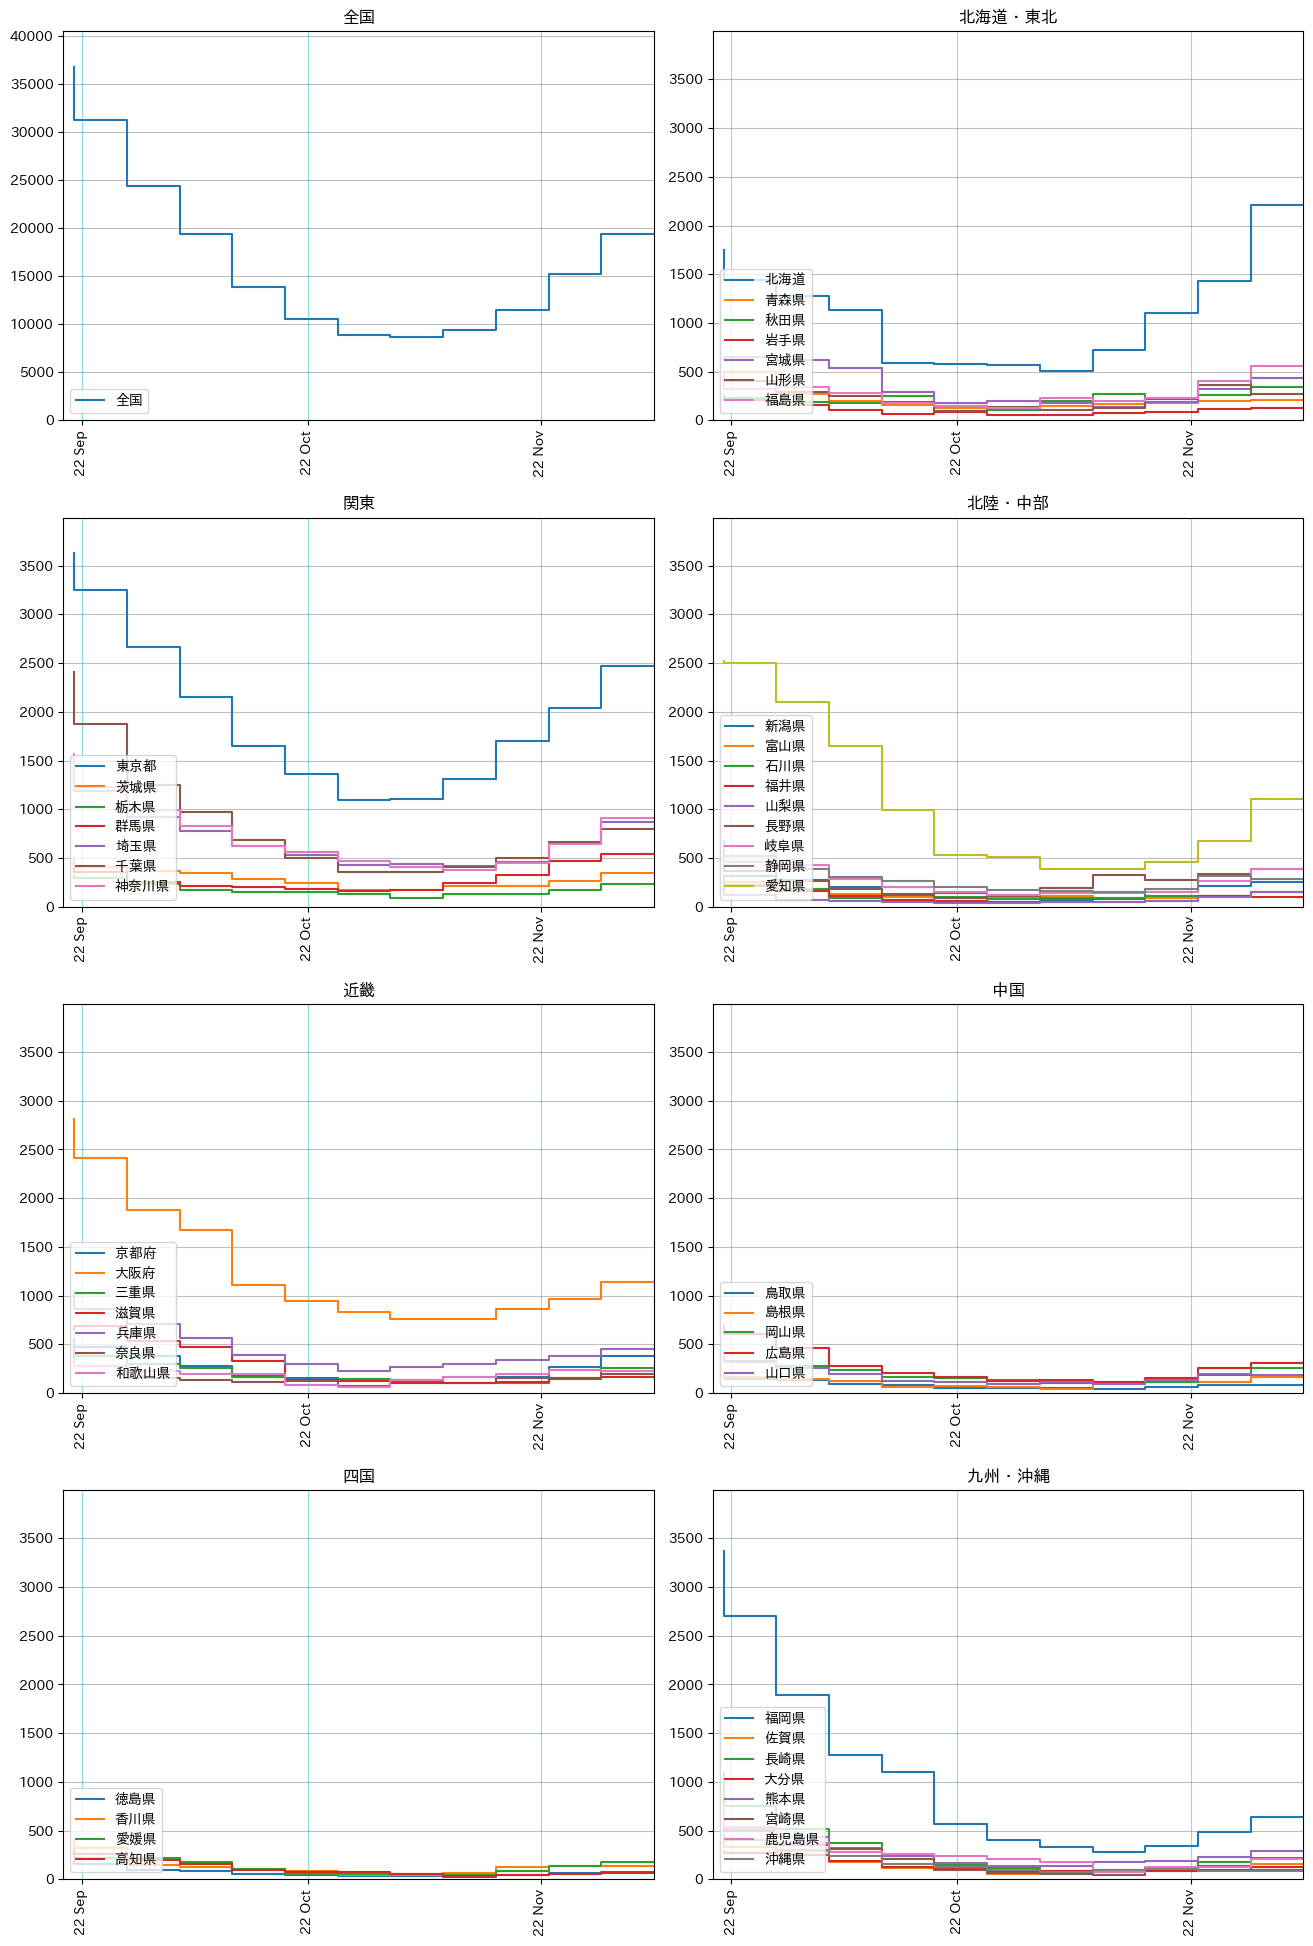 全国
40000
35000
30000
25000
20000
15000
10000
5000
0
22 Sep
22 Oct
22 Nov
全国
北海道・東北
3500
3000
2500
2000
1500
1000
500
0
22 Sep
22 Oct
22 Nov
北海道
青森県
秋田県
岩手県
宮城県
山形県
福島県
関東
3500
3000
2500
2000
1500
1000
500
0
22 Sep
22 Oct
22 Nov
東京都
茨城県
栃木県
群馬県
埼玉県
千葉県
神奈川県
北陸・中部
3500
3000
2500
2000
1500
1000
500
0
22 Sep
22 Oct
22 Nov
新潟県
富山県
石川県
福井県
山梨県
長野県
岐阜県
静岡県
愛知県
近畿
3500
3000
2500
2000
1500
1000
500
0
22 Sep
22 Oct
22 Nov
京都府
大阪府
三重県
滋賀県
兵庫県
奈良県
和歌山県
中国
3500
3000
2500
2000
1500
1000
500
0
22 Sep
22 Oct
22 Nov
鳥取県
島根県
岡山県
広島県
山口県
四国
3500
3000
2500
2000
1500
1000
500
0
22 Sep
22 Oct
22 Nov
徳島県
香川県
愛媛県
高知県
九州・沖縄
3500
3000
2500
2000
1500
1000
500
0
22 Sep
22 Oct
22 Nov
福岡県
佐賀県
長崎県
大分県
熊本県
宮崎県
鹿児島県
沖縄県